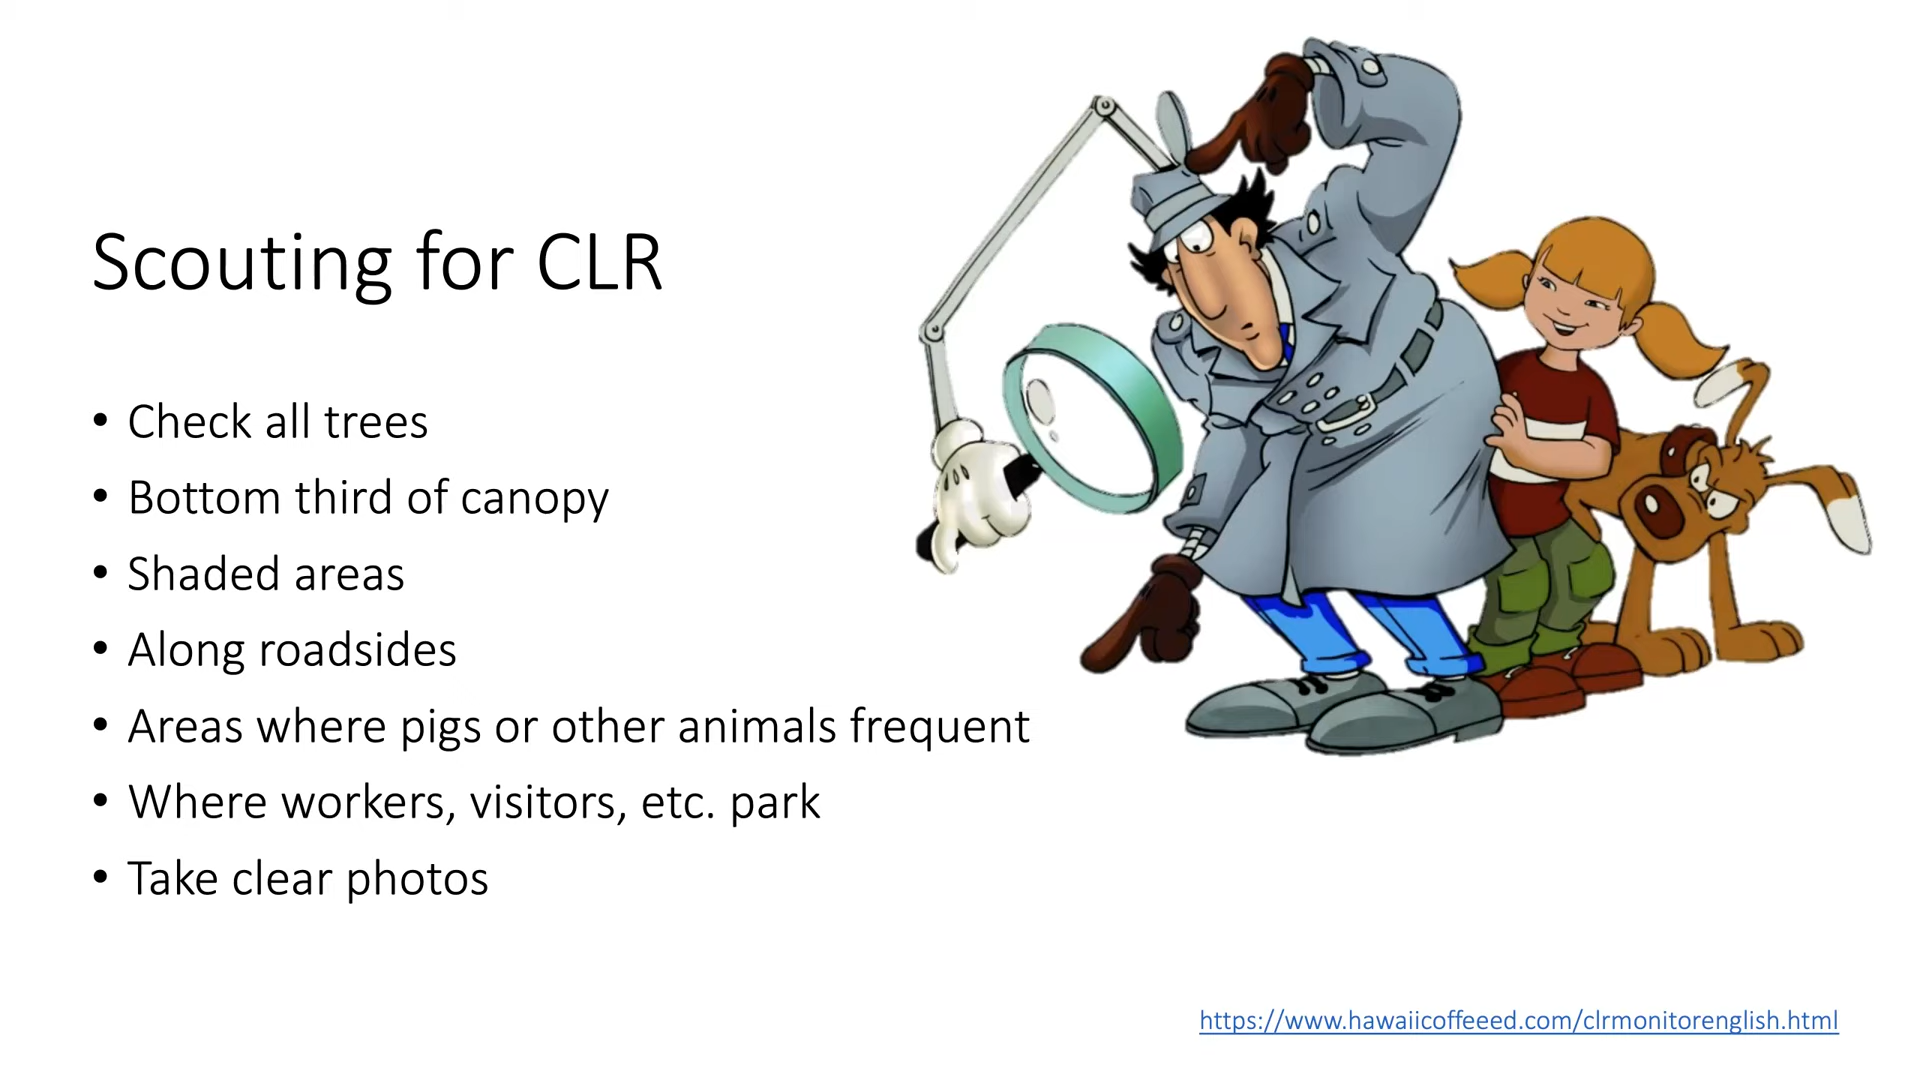 Scouting for CLR
• Check all trees
• Bottom third of canopy
• Shaded areas
• Along roadsides
• Areas where pigs or other animals frequent
• Where workers, visitors, etc. park
• Take clear photos
https://www.hawaiicoffeeed.com/clrmonitorenglish.html